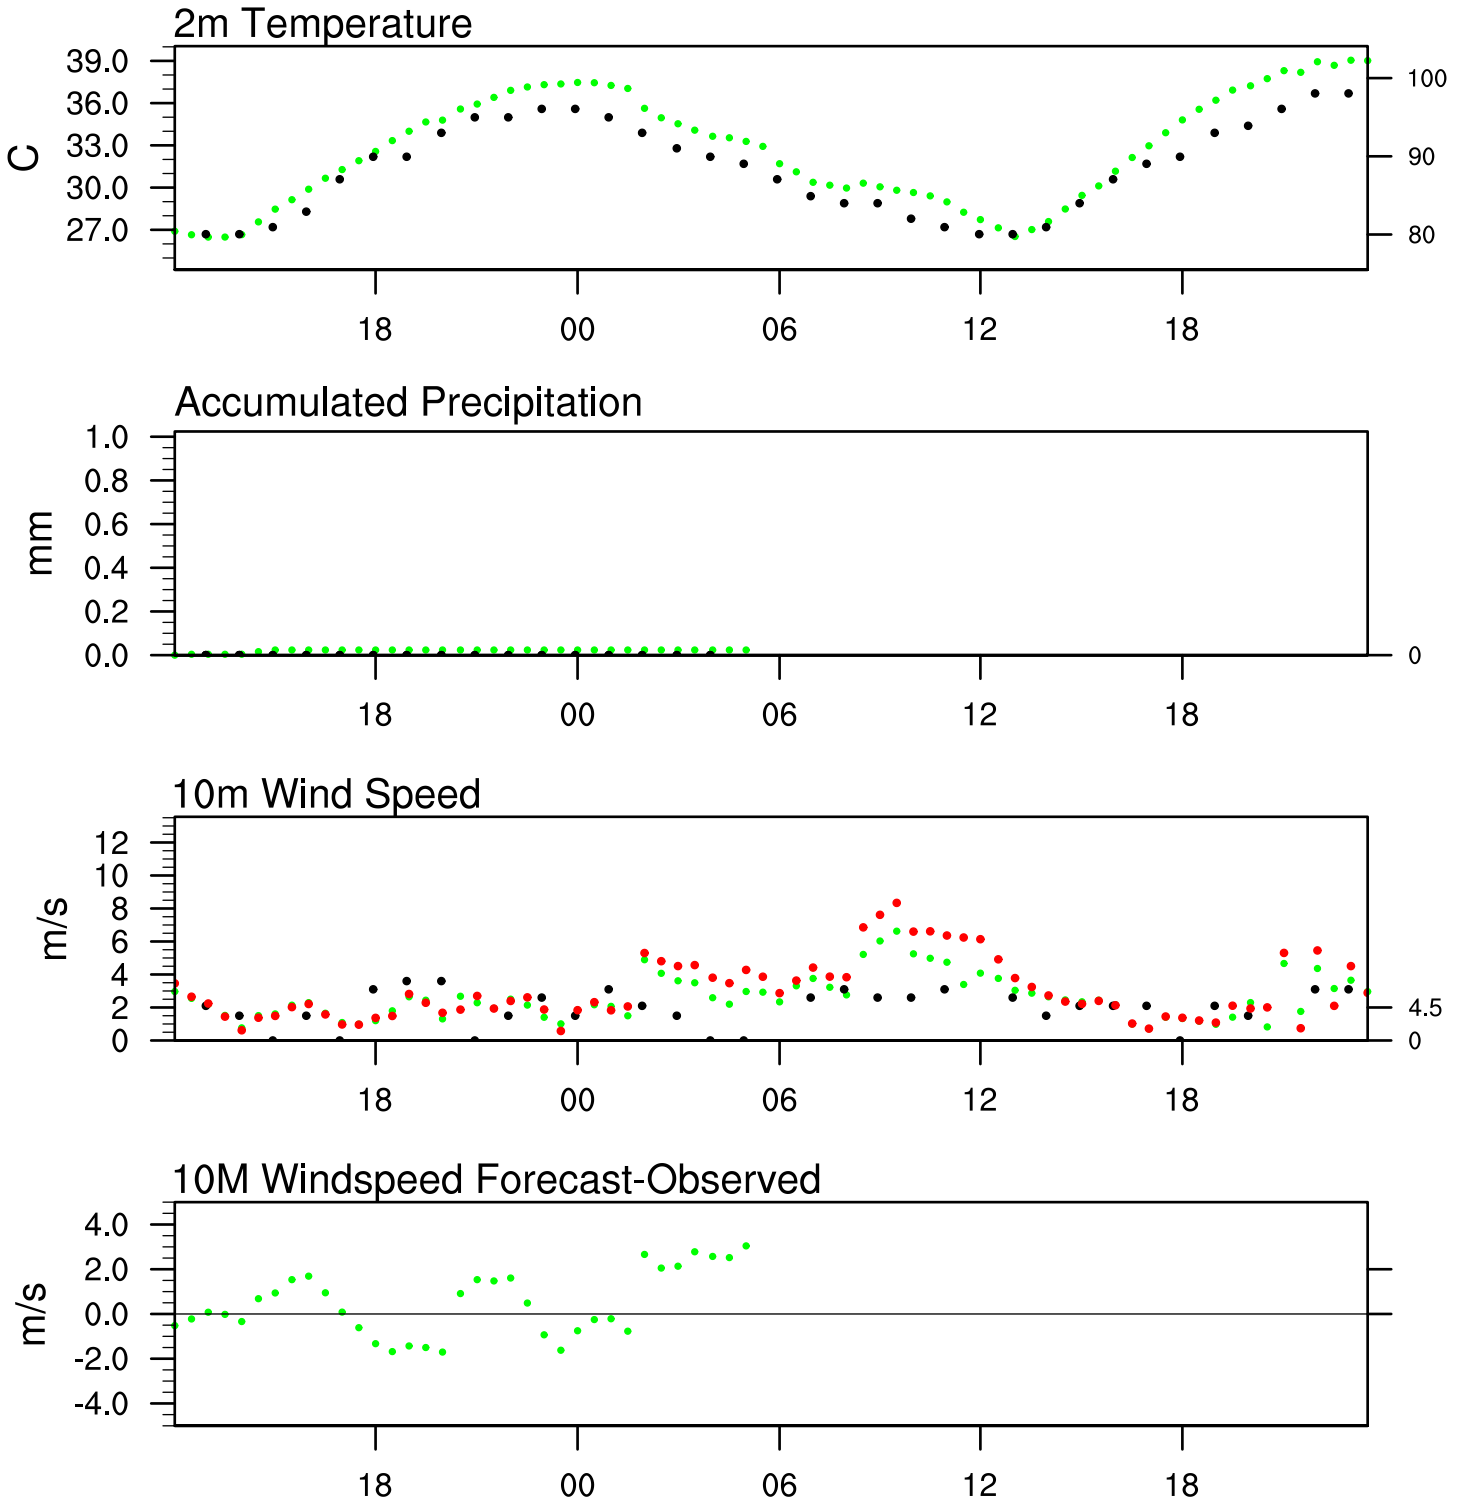 2m Temperature
39.0
36.0
33.0
30.0
27.0
C
100
90
80
18 00 06 12 18
Accumulated Precipitation
1.0
0.8
0.6
0.4
0.2
0.0
mm
0
18 00 06 12 18
10m Wind Speed
12
10
8
6
4
2
0
m/s
4.5
0
18 00 06 12 18
10M Windspeed Forecast-Observed
4.0
2.0
0.0
-2.0
-4.0
m/s
18 00 06 12 18